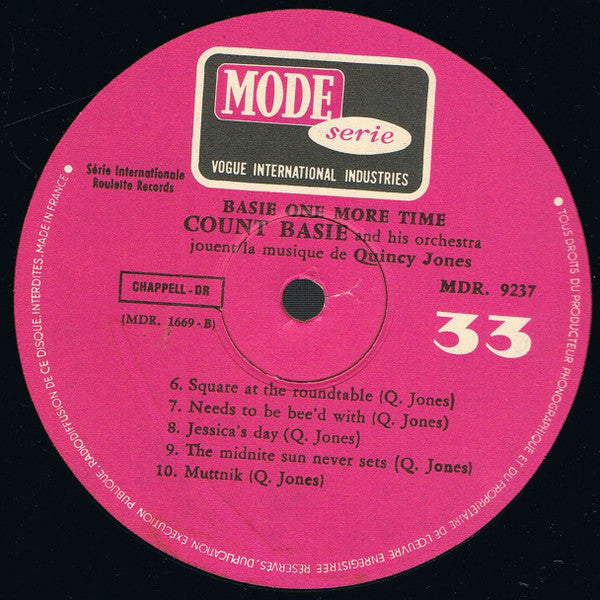 MODE
serie
VOGUE INTERNATIONAL INDUSTRIES
Série Internationale
Roulette Records
BASIE ONE MORE TIME
COUNT BASIE and his orchestra
jouent la musique de Quincy Jones
CHAPPELL - DR
(MDR. 1669 - B)
MDR. 9237
33
6. Square at the roundtable (Q. Jones)
7. Needs to be bee'd with (Q. Jones)
8. Jessica's day (Q. Jones)
9. The midnite sun never sets (Q. Jones)
10. Muttnik (Q. Jones)
• TOUS DROITS DU PRODUCTEUR PHONOGRAPHIQUE ET DU PROPRIÉTAIRE DE L'ŒUVRE ENREGISTRÉE RÉSERVÉS, DUPLICATION, EXÉCUTION PUBLIQUE, RADIODIFFUSION DE CE DISQUE, INTERDITES. MADE IN FRANCE •